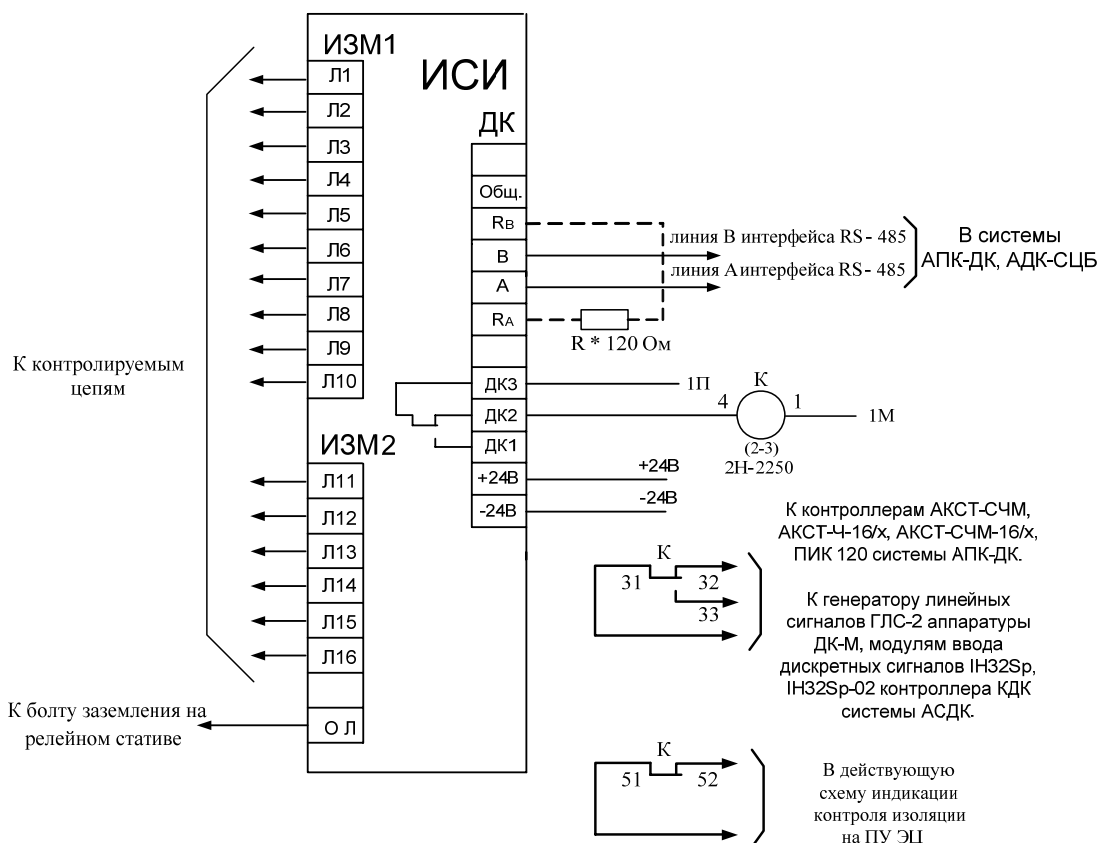 ИЗМ1
ИСИ
ДК
Л1
Л2
Л3
Л4
Л5
Л6
Л7
Л8
Л9
Л10
К контролируемым
цепям
ИЗМ2
Л11
Л12
Л13
Л14
Л15
Л16
О Л
К болту заземления на
релейном стативе
Общ.
RВ
В
А
RА
ДК3
ДК2
ДК1
+24В
-24В
линия В интерфейса RS- 485
линия Аинтерфейса RS- 485
В системы
АПК-ДК, АДК-СЦБ
R * 120 Ом
1П
К
4
1
1М
(2-3)
2Н-2250
+24В
-24В
К
31
32
33
К контроллерам АКСТ-СЧМ,
АКСТ-Ч-16/х, АКСТ-СЧМ-16/х,
ПИК 120 системы АПК-ДК.
К генератору линейных
сигналов ГЛС-2 аппаратуры
ДК-М, модулям ввода
дискретных сигналов IH32Sp,
IH32Sp-02 контроллера КДК
системы АСДК.
К
51
52
В действующую
схему индикации
контроля изоляции
на ПУ ЭЦ